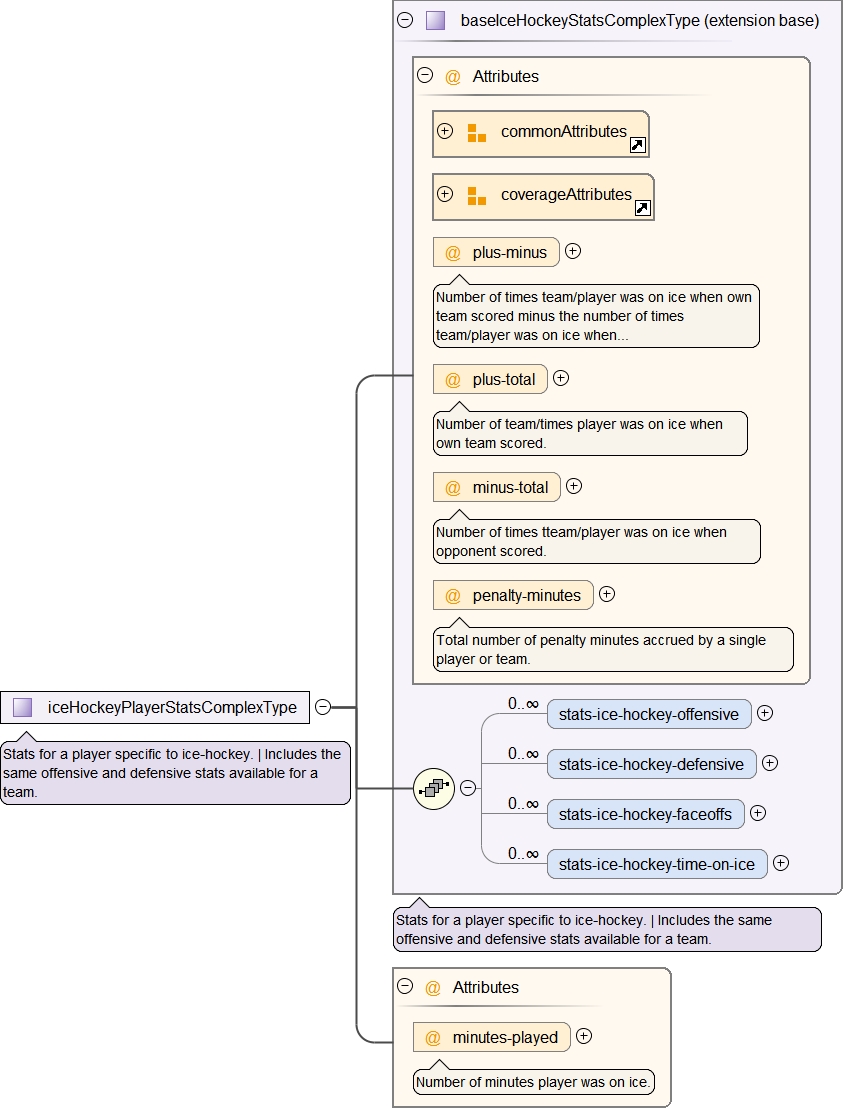 baseIceHockeyStatsComplexType (extension base)
@ Attributes
commonAttributes
coverageAttributes
@ plus-minus
Number of times team/player was on ice when own
team scored minus the number of times
team/player was on ice when...
@ plus-total
Number of team/times player was on ice when
own team scored.
@ minus-total
Number of times tteam/player was on ice when
opponent scored.
@ penalty-minutes
Total number of penalty minutes accrued by a single
player or team.
iceHockeyPlayerStatsComplexType
Stats for a player specific to ice-hockey. | Includes the
same offensive and defensive stats available for a
team.
0..∞
stats-ice-hockey-offensive
0..∞
stats-ice-hockey-defensive
0..∞
stats-ice-hockey-faceoffs
0..∞
stats-ice-hockey-time-on-ice
Stats for a player specific to ice-hockey. | Includes the same
offensive and defensive stats available for a team.
@ Attributes
@ minutes-played
Number of minutes player was on ice.